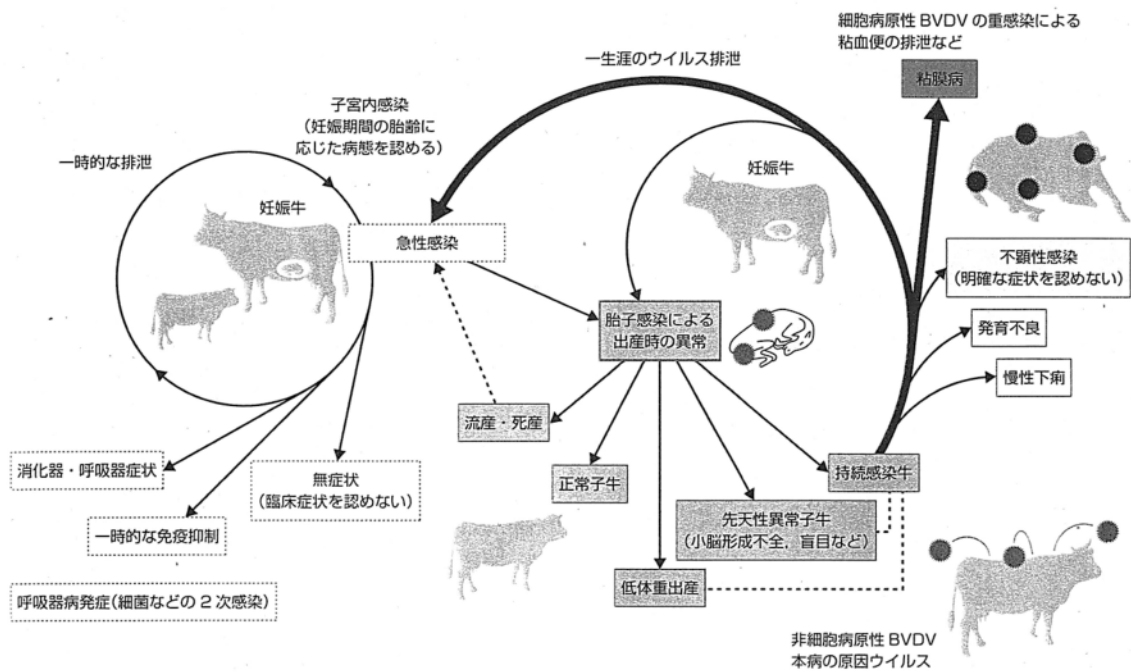 細胞病原性 BVDV の重感染による
粘血便の排泄など
粘膜病
一生涯のウイルス排泄
子宮内感染
(妊娠期間の胎齢に
応じた病態を認める)
一時的な排泄
妊娠牛
妊娠牛
急性感染
不顕性感染
(明確な症状を認めない)
胎子感染による
出産時の異常
発育不良
慢性下痢
流産・死産
持続感染牛
消化器・呼吸器症状
無症状
(臨床症状を認めない)
正常子牛
一時的な免疫抑制
先天性異常子牛
(小脳形成不全,盲目など)
低体重出産
呼吸器病発症(細菌などの 2 次感染)
非細胞病原性 BVDV
本病の原因ウイルス